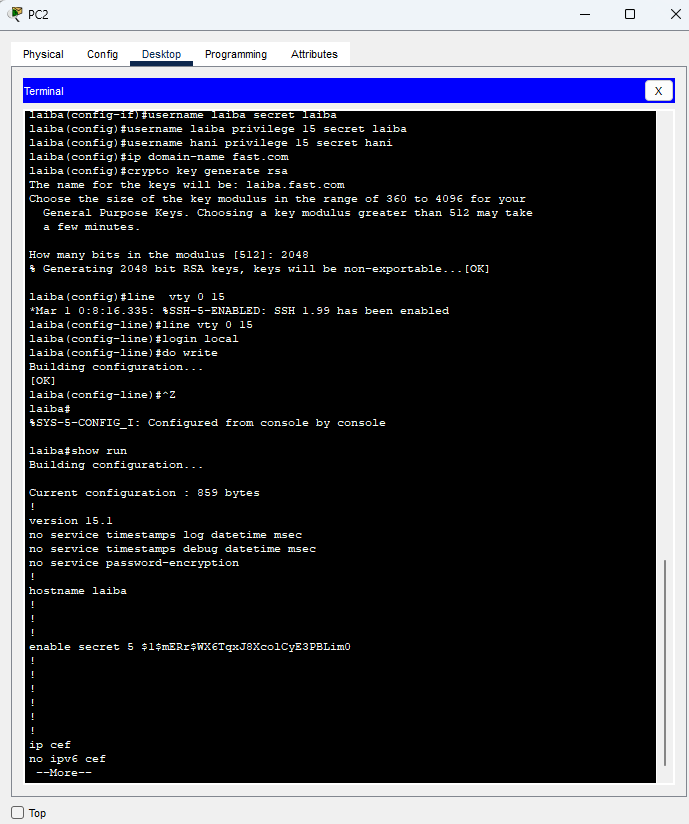 PC2
Physical Config Desktop Programming Attributes
Terminal X
laiba(config-if)#username laiba secret laiba
laiba(config)#username laiba privilege 15 secret laiba
laiba(config)#username hani privilege 15 secret hani
laiba(config)#ip domain-name fast.com
laiba(config)#crypto key generate rsa
The name for the keys will be: laiba.fast.com
Choose the size of the key modulus in the range of 360 to 4096 for your
General Purpose Keys. Choosing a key modulus greater than 512 may take
a few minutes.
How many bits in the modulus [512]: 2048
% Generating 2048 bit RSA keys, keys will be non-exportable...[OK]
laiba(config)#line  vty 0 15
*Mar 1 0:8:16.335: %SSH-5-ENABLED: SSH 1.99 has been enabled
laiba(config-line)#line vty 0 15
laiba(config-line)#login local
laiba(config-line)#do write
Building configuration...
[OK]
laiba(config-line)#^Z
laiba#
%SYS-5-CONFIG_I: Configured from console by console
laiba#show run
Building configuration...
Current configuration : 859 bytes
!
version 15.1
no service timestamps log datetime msec
no service timestamps debug datetime msec
no service password-encryption
!
hostname laiba
!
!
!
enable secret 5 $1$mERr$WX6TqxJ8XcolCyE3PBLim0
!
!
!
!
!
!
ip cef
no ipv6 cef
--More--
Top